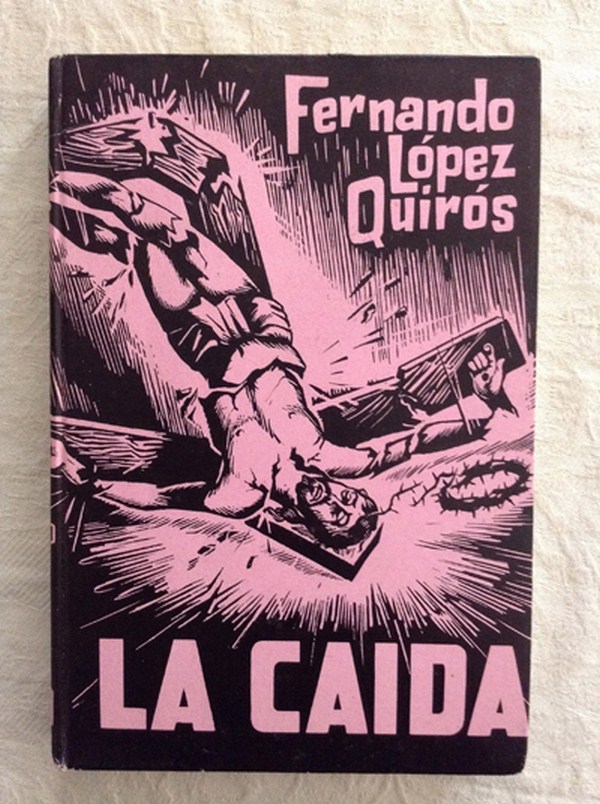 Fernando
López
Quirós
LA CAIDA